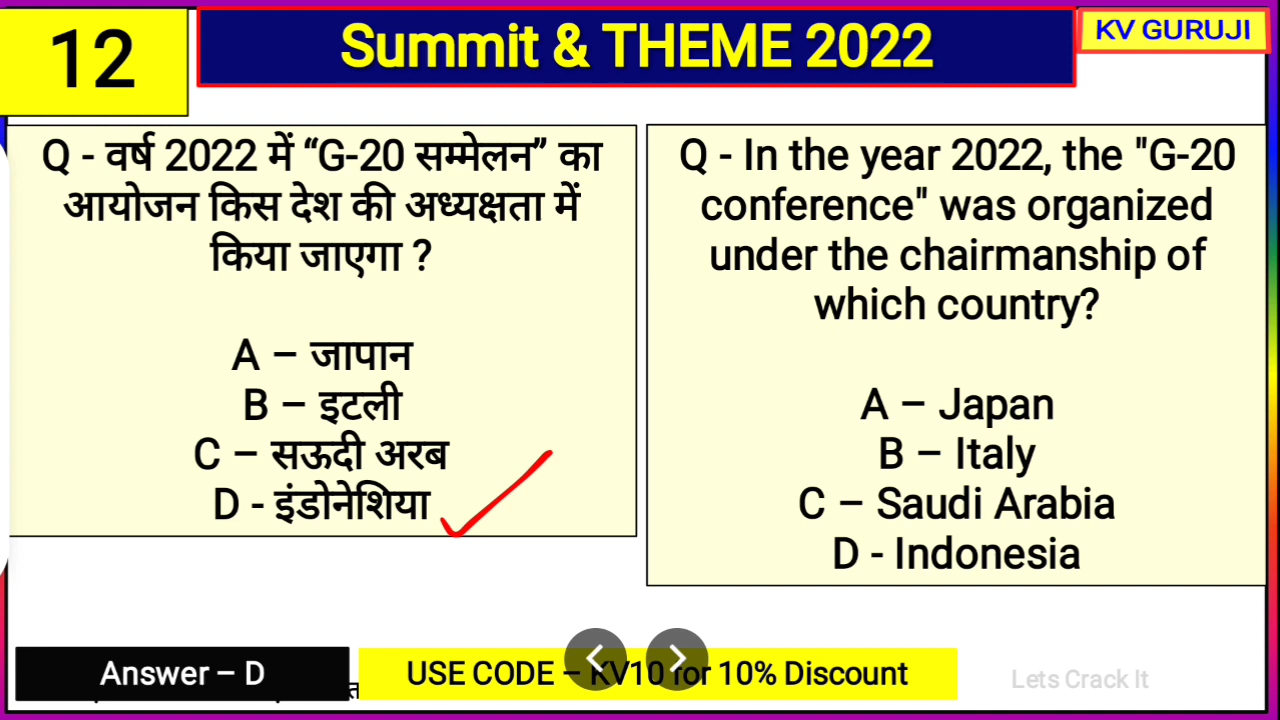 12
Summit & THEME 2022
KV GURUJI
Q - वर्ष 2022 में “G-20 सम्मेलन” का
आयोजन किस देश की अध्यक्षता में
किया जाएगा ?
A – जापान
B – इटली
C – सऊदी अरब
D - इंडोनेशिया
Q - In the year 2022, the "G-20
conference" was organized
under the chairmanship of
which country?
A – Japan
B – Italy
C – Saudi Arabia
D - Indonesia
Answer – D
USE CODE – KV10 for 10% Discount
Lets Crack It